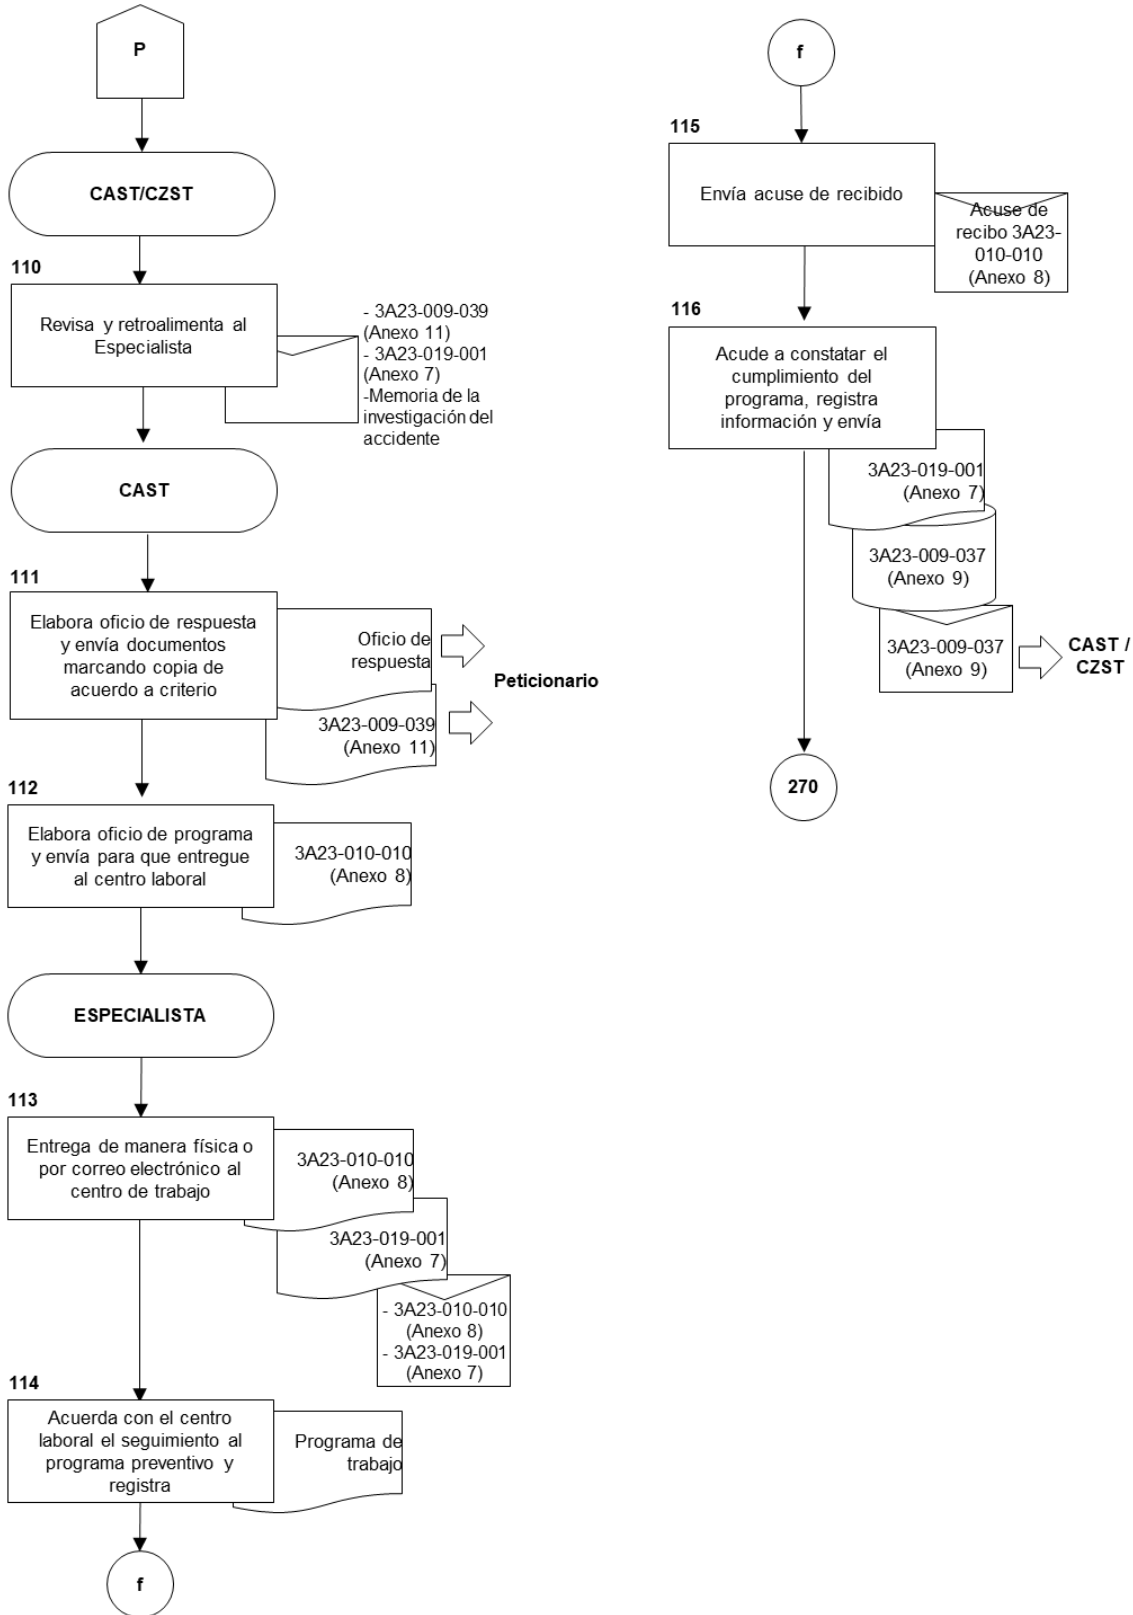 P
CAST/CZST
110
Revisa y retroalimenta al
Especialista
- 3A23-009-039
(Anexo 11)
- 3A23-019-001
(Anexo 7)
-Memoria de la
investigación del
accidente
CAST
111
Elabora oficio de respuesta
y envía documentos
marcando copia de
acuerdo a criterio
Oficio de
respuesta
3A23-009-039
(Anexo 11)
Peticionario
112
Elabora oficio de programa
y envía para que entregue
al centro laboral
3A23-010-010
(Anexo 8)
ESPECIALISTA
113
Entrega de manera física o
por correo electrónico al
centro de trabajo
3A23-010-010
(Anexo 8)
3A23-019-001
(Anexo 7)
- 3A23-010-010
(Anexo 8)
- 3A23-019-001
(Anexo 7)
114
Acuerda con el centro
laboral el seguimiento al
programa preventivo y
registra
Programa de
trabajo
f
f
115
Envía acuse de recibido
Acuse de
recibo 3A23-
010-010
(Anexo 8)
116
Acude a constatar el
cumplimiento del
programa, registra
información y envía
3A23-019-001
(Anexo 7)
3A23-009-037
(Anexo 9)
3A23-009-037
(Anexo 9)
CAST /
CZST
270